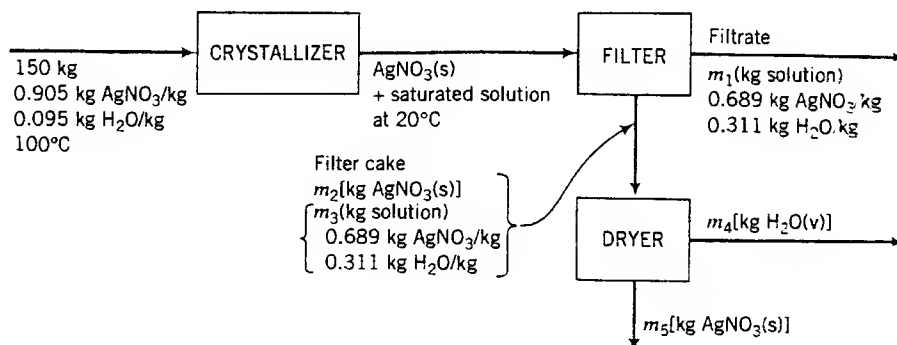 CRYSTALLIZER
FILTER
Filtrate
150 kg
0.905 kg AgNO₃/kg
0.095 kg H₂O/kg
100°C
AgNO₃(s)
+ saturated solution
at 20°C
m₁(kg solution)
0.689 kg AgNO₃/kg
0.311 kg H₂O/kg
Filter cake
m₂[kg AgNO₃(s)]
m₃(kg solution)
0.689 kg AgNO₃/kg
0.311 kg H₂O/kg
DRYER
m₄[kg H₂O(v)]
m₅[kg AgNO₃(s)]